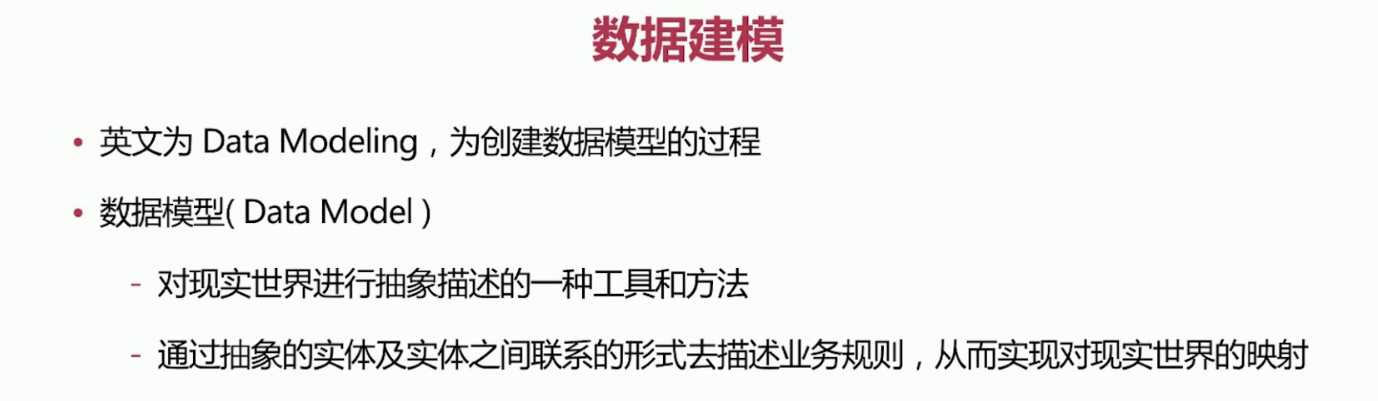 数据建模
• 英文为 Data Modeling，为创建数据模型的过程
• 数据模型( Data Model )
- 对现实世界进行抽象描述的一种工具和方法
- 通过抽象的实体及实体之间联系的形式去描述业务规则，从而实现对现实世界的映射